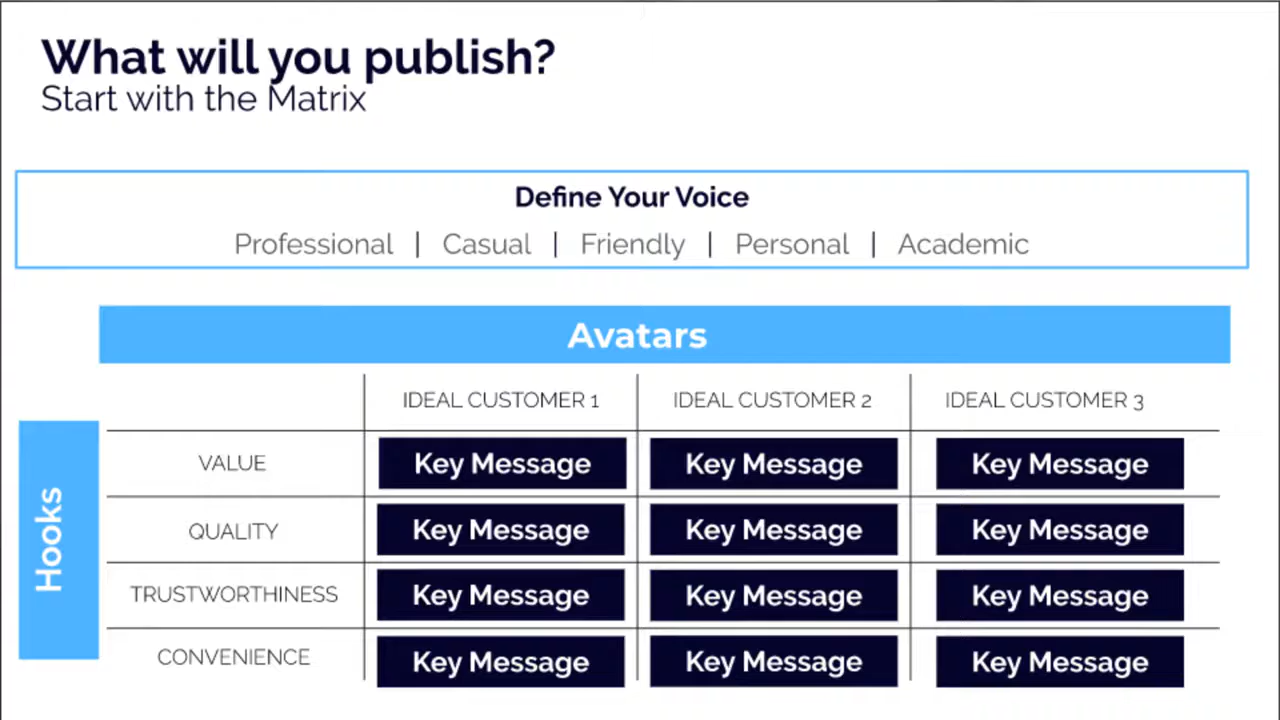 What will you publish?
Start with the Matrix
Define Your Voice
Professional | Casual | Friendly | Personal | Academic
Avatars
IDEAL CUSTOMER 1 IDEAL CUSTOMER 2 IDEAL CUSTOMER 3
Hooks
VALUE Key Message Key Message Key Message
QUALITY Key Message Key Message Key Message
TRUSTWORTHINESS Key Message Key Message Key Message
CONVENIENCE Key Message Key Message Key Message